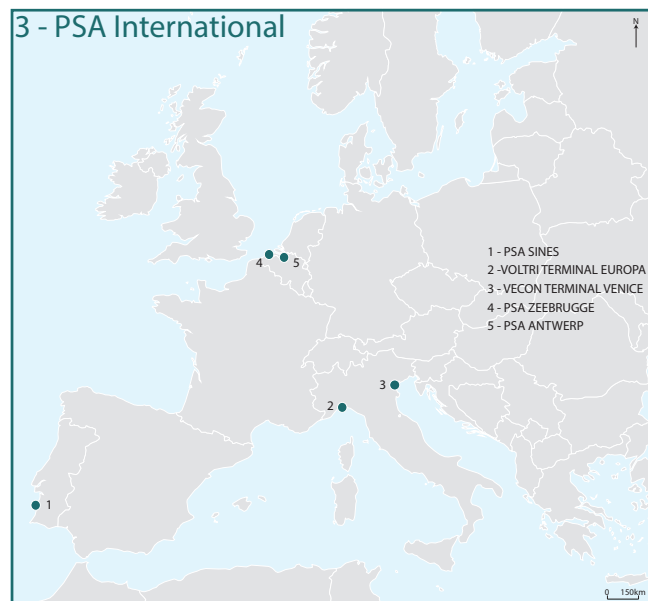 3 - PSA International
N
1 - PSA SINES
2 -VOLTRI TERMINAL EUROPA
3 - VECON TERMINAL VENICE
4 - PSA ZEEBRUGGE
5 - PSA ANTWERP
4
5
3
2
1
0 150km